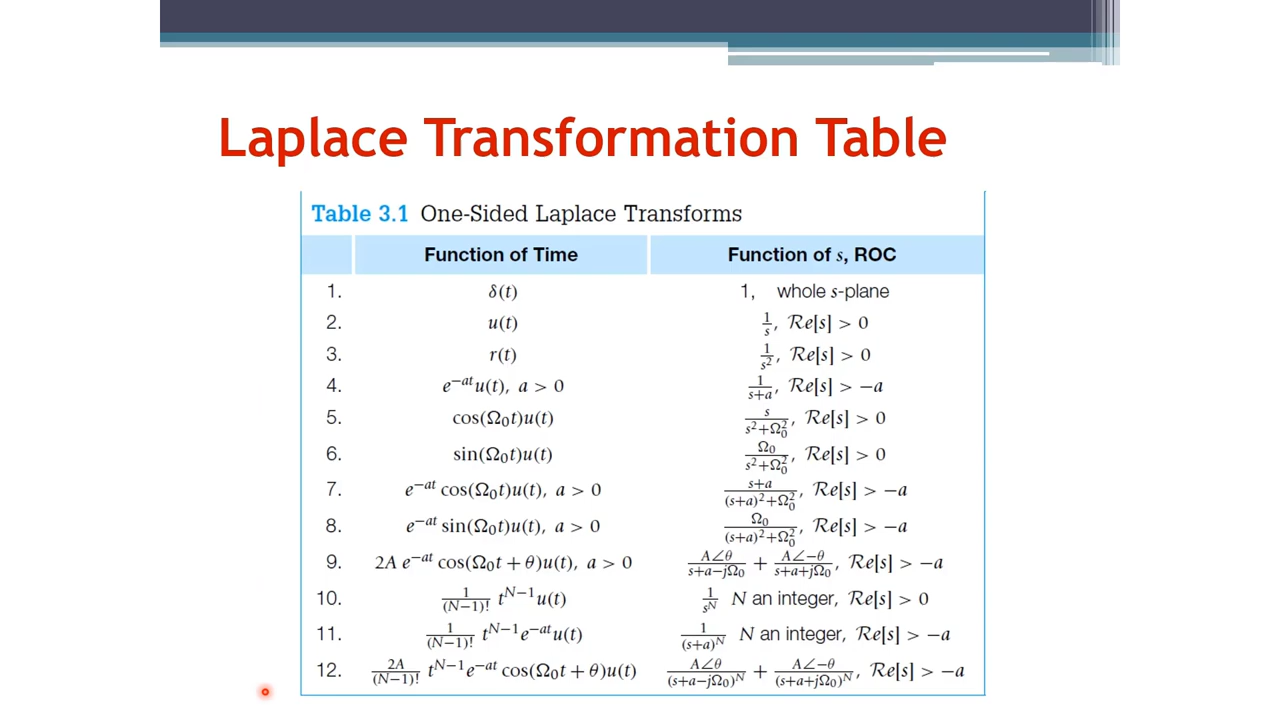 Laplace Transformation Table
Table 3.1 One-Sided Laplace Transforms
Function of Time Function of s, ROC
1. δ(t) 1, whole s-plane
2. u(t) 1/s, Re[s] > 0
3. r(t) 1/s², Re[s] > 0
4. e^{−at}u(t), a > 0 1/(s+a), Re[s] > −a
5. cos(Ω₀t)u(t) s/(s²+Ω₀²), Re[s] > 0
6. sin(Ω₀t)u(t) Ω₀/(s²+Ω₀²), Re[s] > 0
7. e^{−at} cos(Ω₀t)u(t), a > 0 (s+a)/((s+a)²+Ω₀²), Re[s] > −a
8. e^{−at} sin(Ω₀t)u(t), a > 0 Ω₀/((s+a)²+Ω₀²), Re[s] > −a
9. 2A e^{−at} cos(Ω₀t + θ)u(t), a > 0 A∠θ/(s+a−jΩ₀) + A∠−θ/(s+a+jΩ₀), Re[s] > −a
10. 1/(N−1)! t^{N−1}u(t) 1/s^N N an integer, Re[s] > 0
11. 1/(N−1)! t^{N−1}e^{−at}u(t) 1/(s+a)^N N an integer, Re[s] > −a
12. 2A/(N−1)! t^{N−1}e^{−at} cos(Ω₀t + θ)u(t) A∠θ/(s+a−jΩ₀)^N + A∠−θ/(s+a+jΩ₀)^N, Re[s] > −a